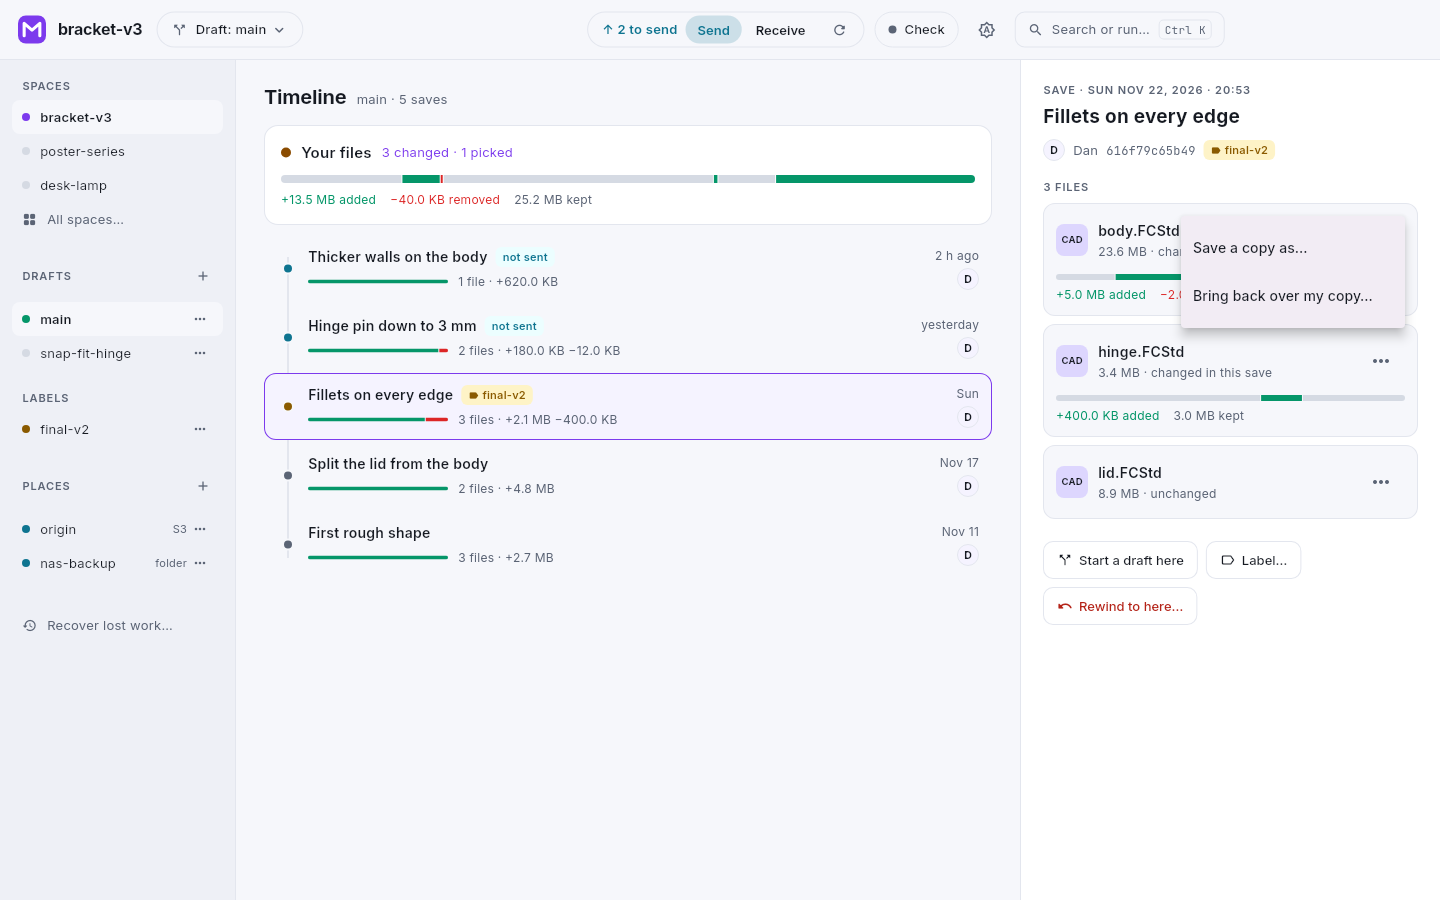 bracket-v3
Draft: main
↑ 2 to send
Send
Receive
Check
Search or run...
Ctrl K
SPACES
bracket-v3
poster-series
desk-lamp
All spaces...
DRAFTS
main
snap-fit-hinge
LABELS
final-v2
PLACES
origin S3
nas-backup folder
Recover lost work...
Timeline main · 5 saves
Your files 3 changed · 1 picked
+13.5 MB added −40.0 KB removed 25.2 MB kept
Thicker walls on the body not sent 2 h ago
1 file · +620.0 KB D
Hinge pin down to 3 mm not sent yesterday
2 files · +180.0 KB −12.0 KB D
Fillets on every edge final-v2 Sun
3 files · +2.1 MB −400.0 KB D
Split the lid from the body Nov 17
2 files · +4.8 MB D
First rough shape Nov 11
3 files · +2.7 MB D
SAVE · SUN NOV 22, 2026 · 20:53
Fillets on every edge
D Dan 616f79c65b49 final-v2
3 FILES
CAD body.FCStd
23.6 MB ·
+5.0 MB added
Save a copy as...
Bring back over my copy...
CAD hinge.FCStd
3.4 MB · changed in this save
+400.0 KB added 3.0 MB kept
CAD lid.FCStd
8.9 MB · unchanged
Start a draft here
Label...
Rewind to here...